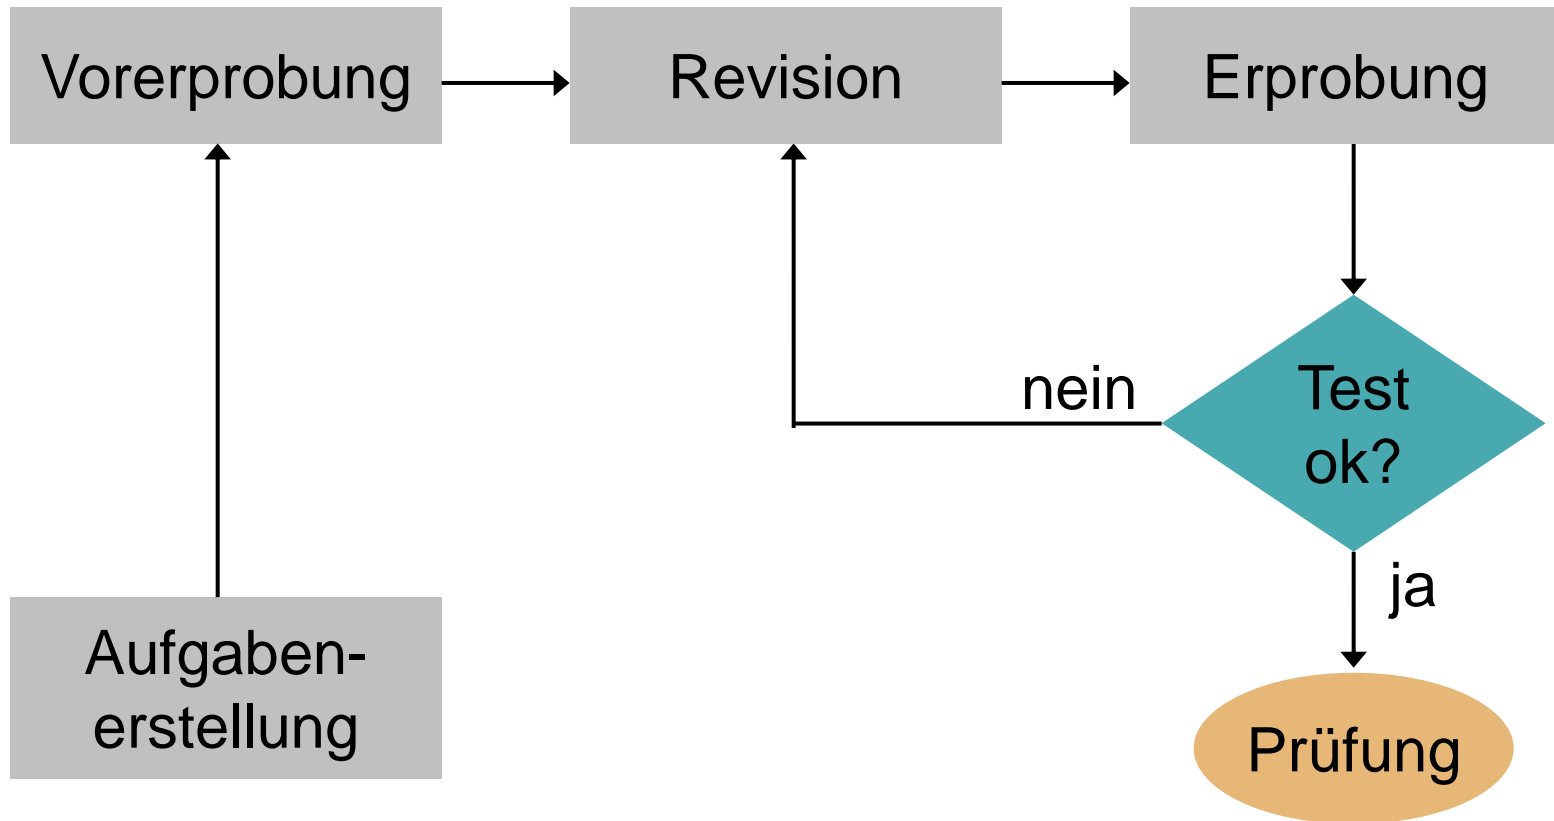 Vorerprobung
Revision
Erprobung
nein
Test
ok?
ja
Aufgaben-
erstellung
Prüfung